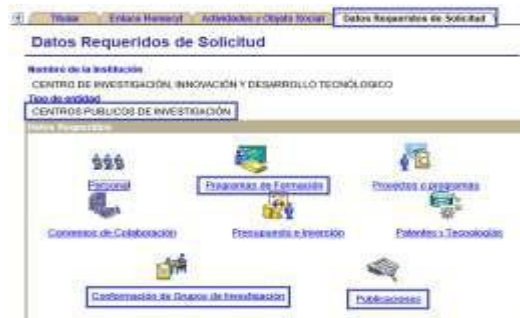 Titular Enlace Reniecyt Actividades y Objeto Social Datos Requeridos de Solicitud
Datos Requeridos de Solicitud
Nombre de la Institución
CENTRO DE INVESTIGACIÓN, INNOVACIÓN Y DESARROLLO TECNÓLOGICO
Tipo de entidad
CENTROS PUBLICOS DE INVESTIGACIÓN
Datos Requeridos
Personal Programas de Formación Proyectos o programas
Convenios de Colaboración Presupuesto e Inversión Patentes y Tecnologías
Conformación de Grupos de Investigación Publicaciones